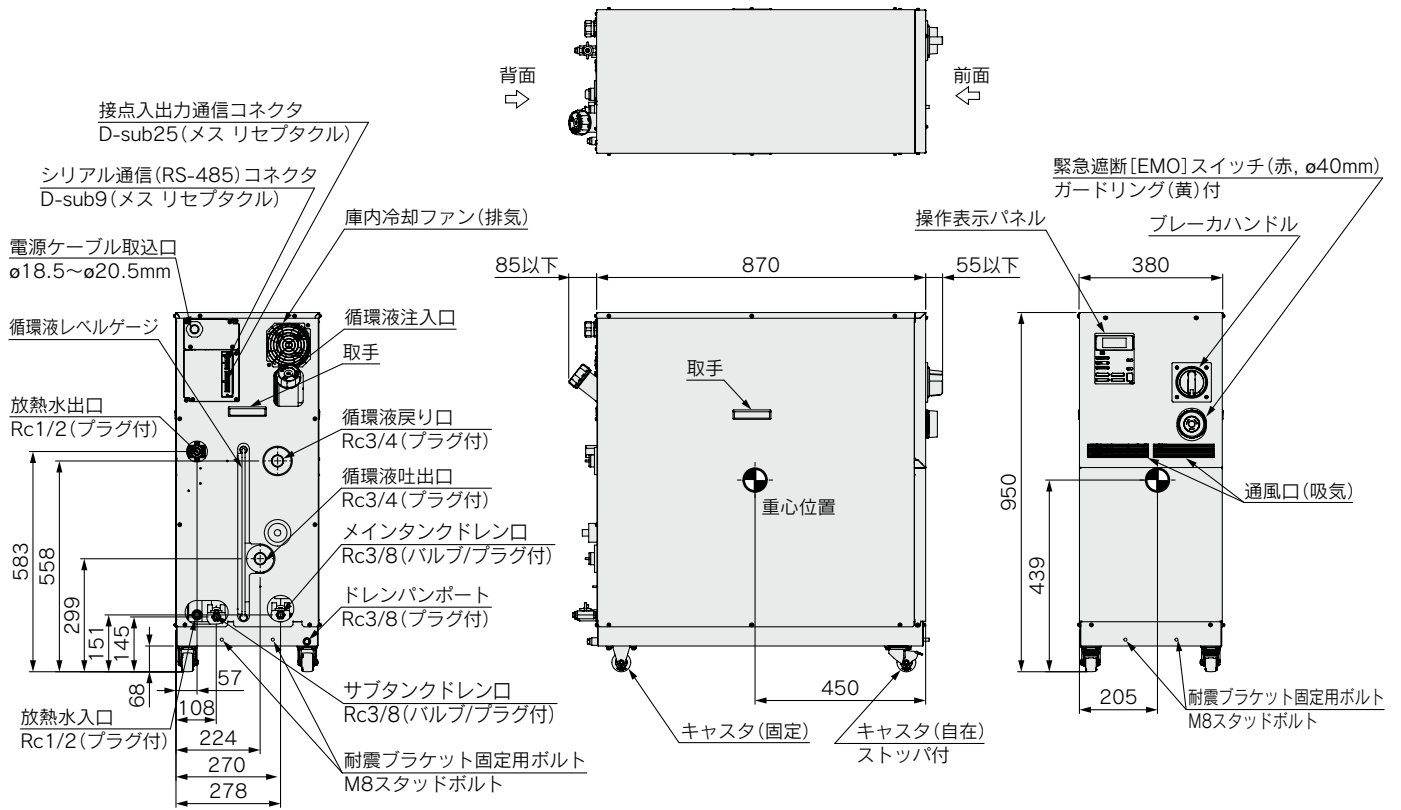 背面
前面
接点入出力通信コネクタ
D-sub25(メス リセプタクル)
シリアル通信(RS-485)コネクタ
D-sub9(メス リセプタクル)
庫内冷却ファン(排気)
電源ケーブル取込口
ø18.5~ø20.5mm
循環液レベルゲージ
循環液注入口
取手
放熱水出口
Rc1/2(プラグ付)
循環液戻り口
Rc3/4(プラグ付)
循環液吐出口
Rc3/4(プラグ付)
メインタンクドレン口
Rc3/8(バルブ/プラグ付)
ドレンパンポート
Rc3/8(プラグ付)
583
558
299
151
145
68
57
108
224
270
278
放熱水入口
Rc1/2(プラグ付)
サブタンクドレン口
Rc3/8(バルブ/プラグ付)
耐震ブラケット固定用ボルト
M8スタッドボルト
85以下
870
55以下
取手
重心位置
450
キャスタ(固定)
キャスタ(自在)
ストッパ付
緊急遮断[EMO]スイッチ(赤, ø40mm)
ガードリング(黄)付
操作表示パネル
ブレーカハンドル
380
950
439
通風口(吸気)
205
耐震ブラケット固定用ボルト
M8スタッドボルト